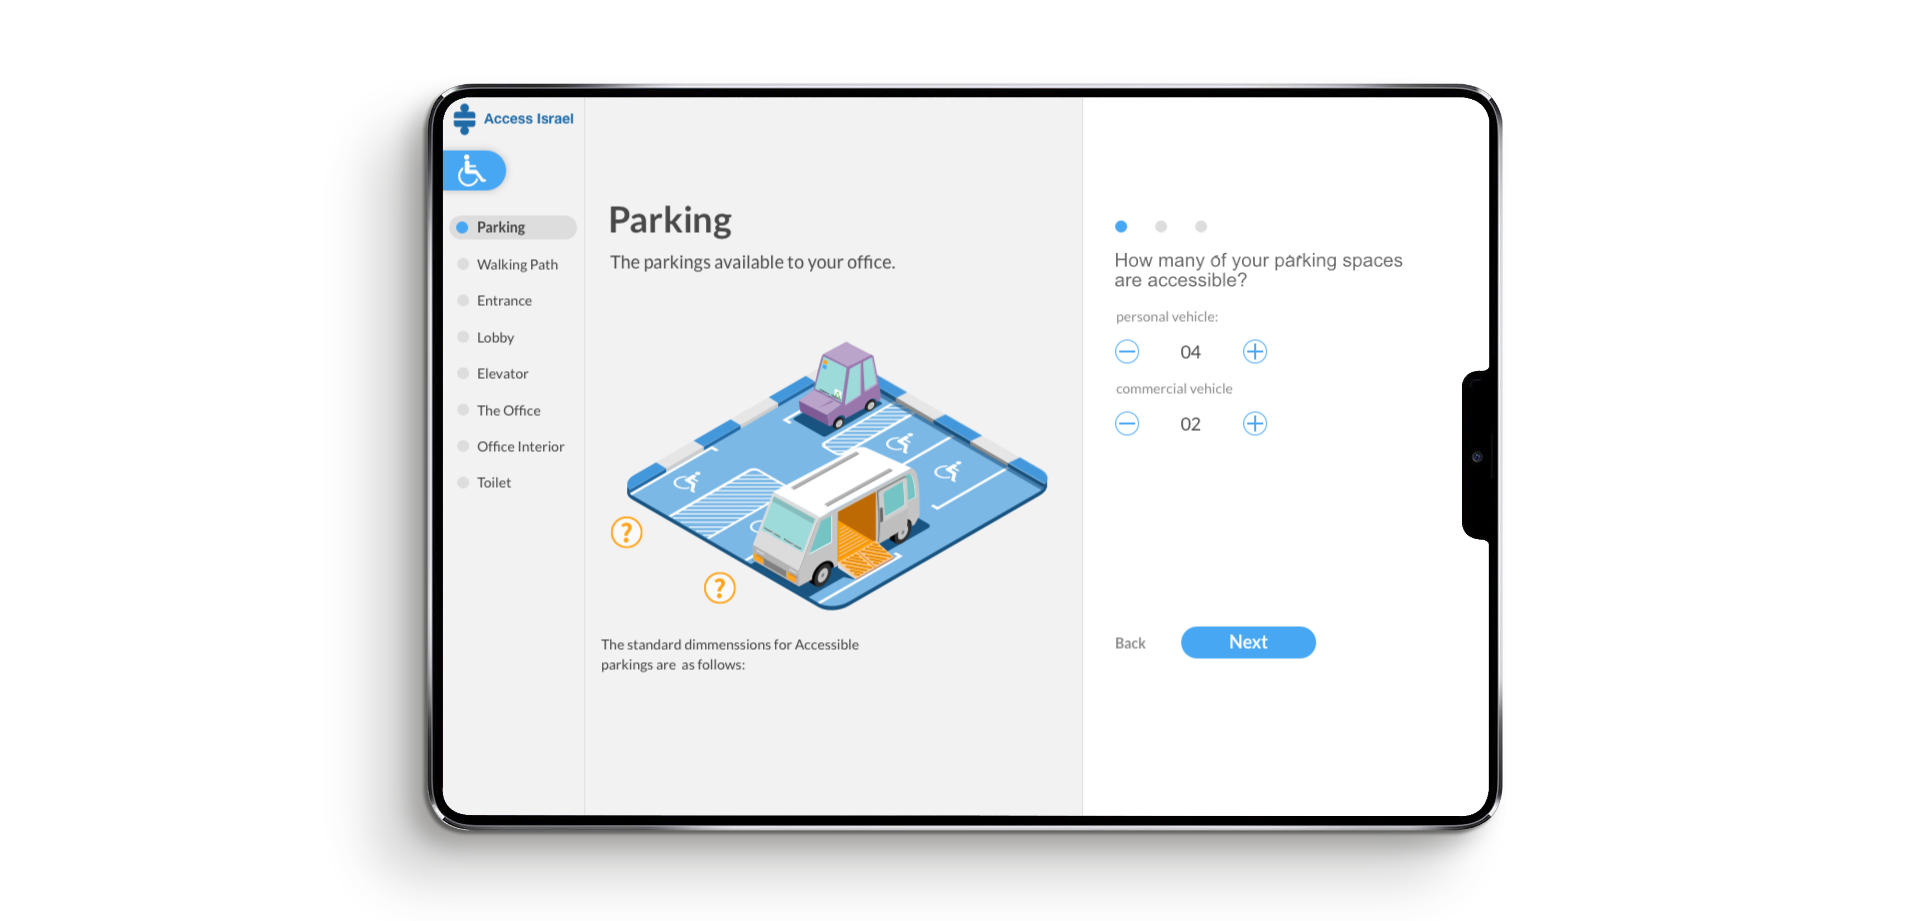 Access Israel
Parking
Walking Path
Entrance
Lobby
Elevator
The Office
Office Interior
Toilet
Parking
The parkings available to your office.
?
?
The standard dimmenssions for Accessible
parkings are as follows:
How many of your parking spaces
are accessible?
personal vehicle:
04
commercial vehicle
02
Back
Next